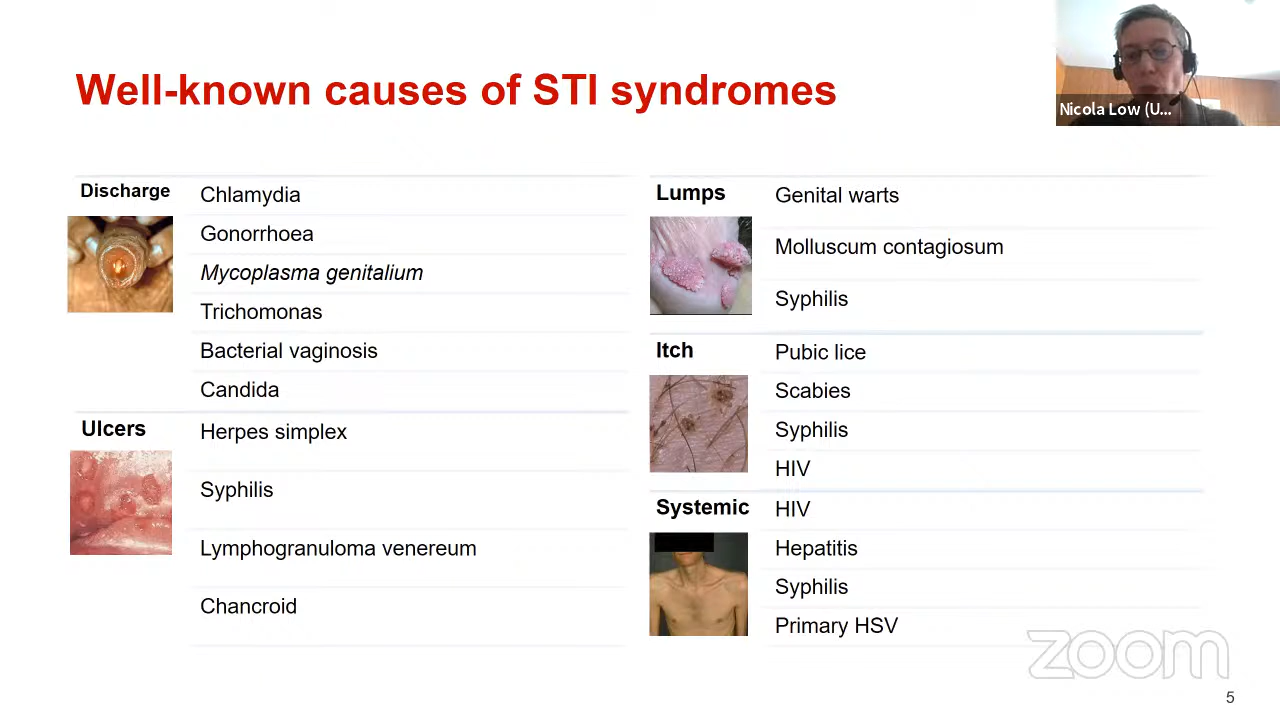 Well-known causes of STI syndromes
Nicola Low (U...
Discharge
Chlamydia
Gonorrhoea
Mycoplasma genitalium
Trichomonas
Bacterial vaginosis
Candida
Ulcers
Herpes simplex
Syphilis
Lymphogranuloma venereum
Chancroid
Lumps
Genital warts
Molluscum contagiosum
Syphilis
Itch
Pubic lice
Scabies
Syphilis
HIV
Systemic
HIV
Hepatitis
Syphilis
Primary HSV
zoom
5